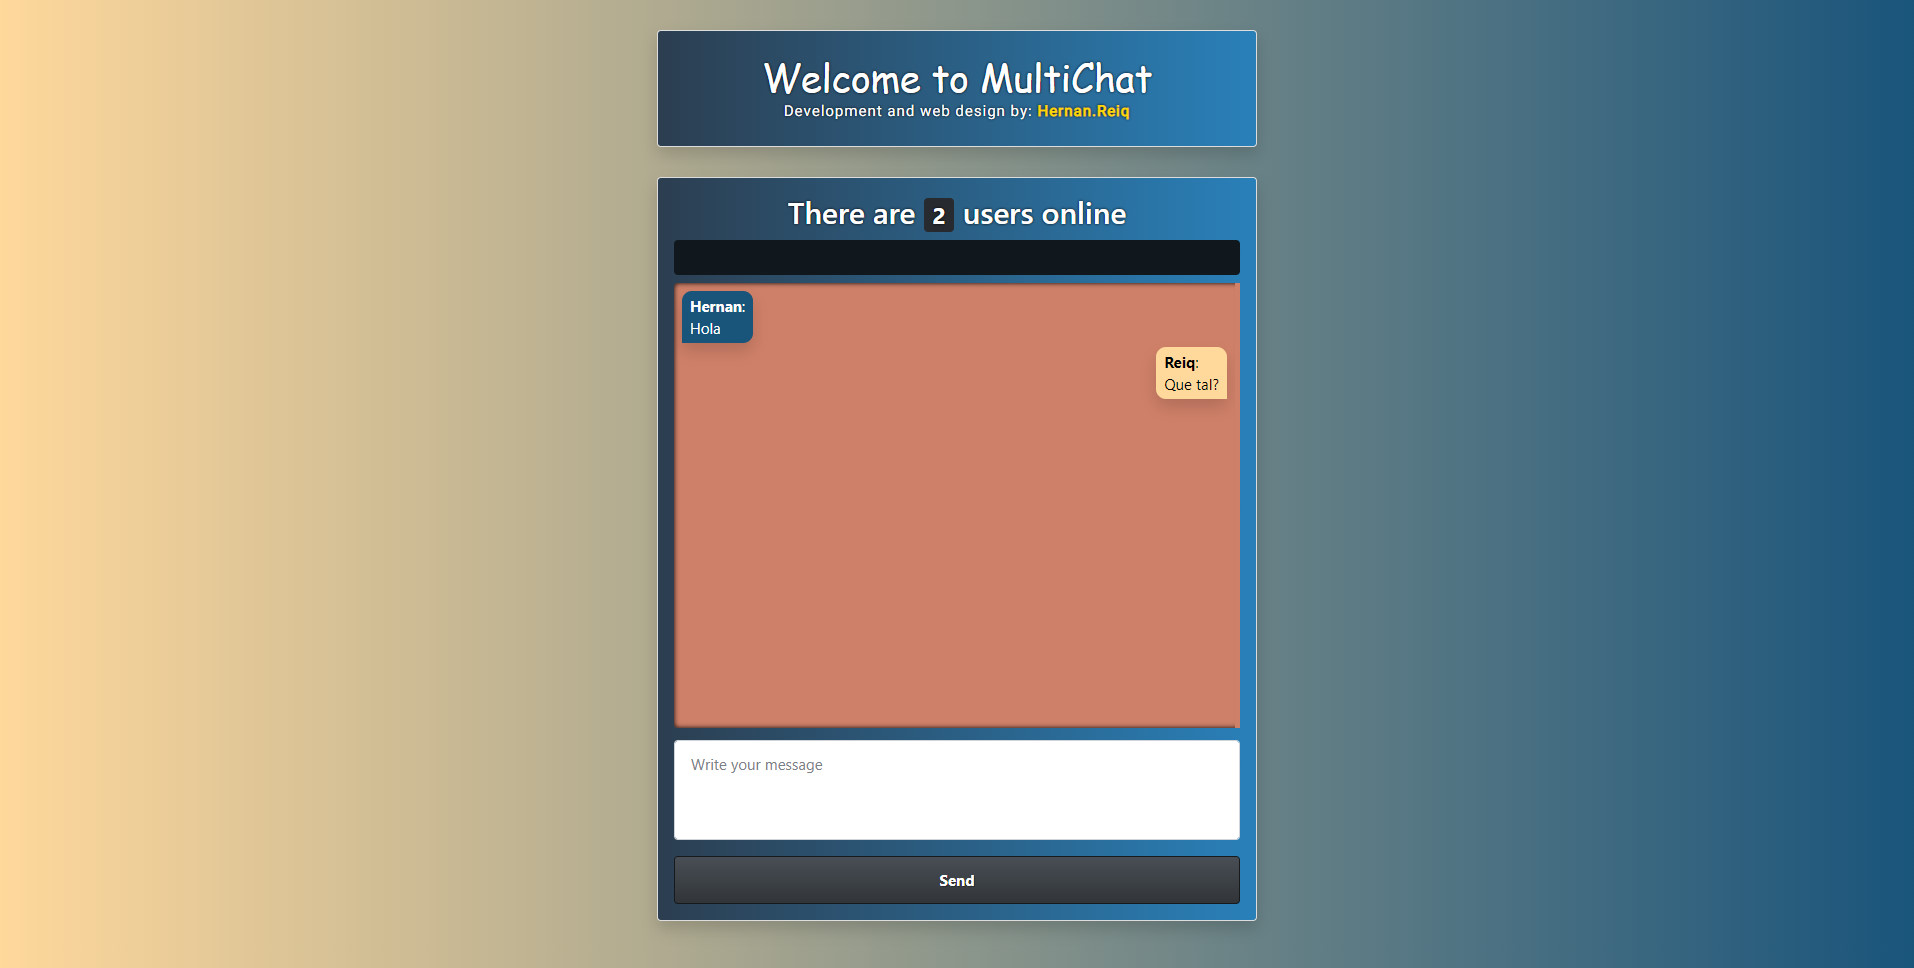 Welcome to MultiChat
Development and web design by: Hernan.Reiq
There are 2 users online
Hernan:
Hola
Reiq:
Que tal?
Write your message
Send